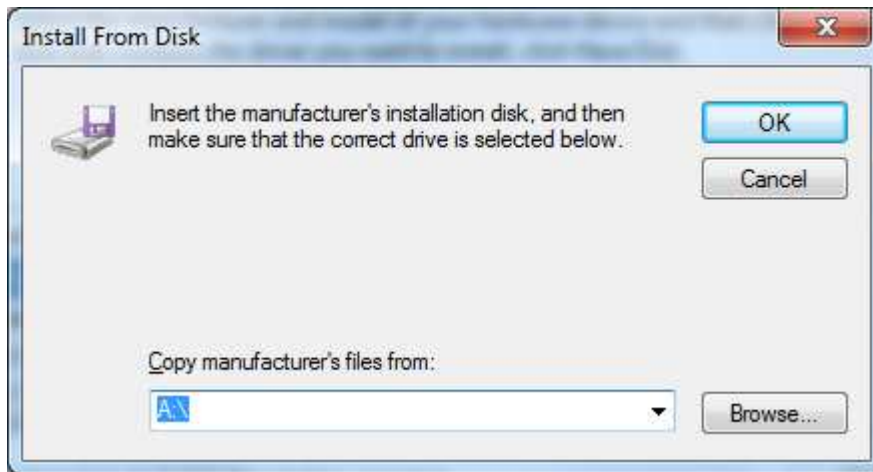 Install From Disk
Insert the manufacturer's installation disk, and then
make sure that the correct drive is selected below.
OK
Cancel
Copy manufacturer's files from:
A:\
Browse...